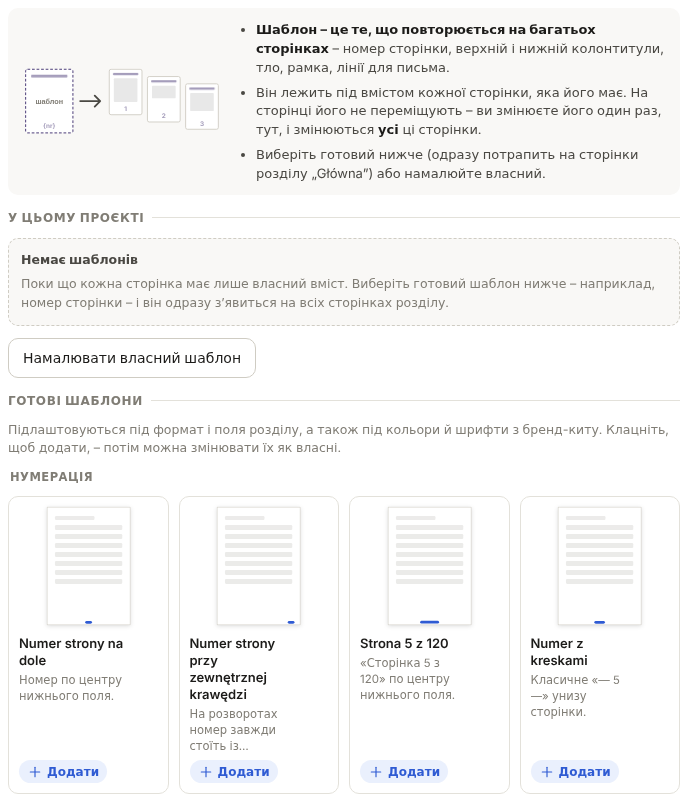 шаблон
{nr}
1
2
3
• Шаблон – це те, що повторюється на багатьох
сторінках – номер сторінки, верхній і нижній колонтитули,
тло, рамка, лінії для письма.
• Він лежить під вмістом кожної сторінки, яка його має. На
сторінці його не переміщують – ви змінюєте його один раз,
тут, і змінюються усі ці сторінки.
• Виберіть готовий нижче (одразу потрапить на сторінки
розділу „Główna”) або намалюйте власний.
У ЦЬОМУ ПРОЄКТІ
Немає шаблонів
Поки що кожна сторінка має лише власний вміст. Виберіть готовий шаблон нижче – наприклад,
номер сторінки – і він одразу з’явиться на всіх сторінках розділу.
Намалювати власний шаблон
ГОТОВІ ШАБЛОНИ
Підлаштовуються під формат і поля розділу, а також під кольори й шрифти з бренд-киту. Клацніть,
щоб додати, – потім можна змінювати їх як власні.
НУМЕРАЦІЯ
Numer strony na
dole
Номер по центру
нижнього поля.
+ Додати
Numer strony
przy
zewnętrznej
krawędzi
На розворотах
номер завжди
стоїть із…
+ Додати
Strona 5 z 120
«Сторінка 5 з
120» по центру
нижнього поля.
+ Додати
Numer z
kreskami
Класичне «— 5
—» унизу
сторінки.
+ Додати